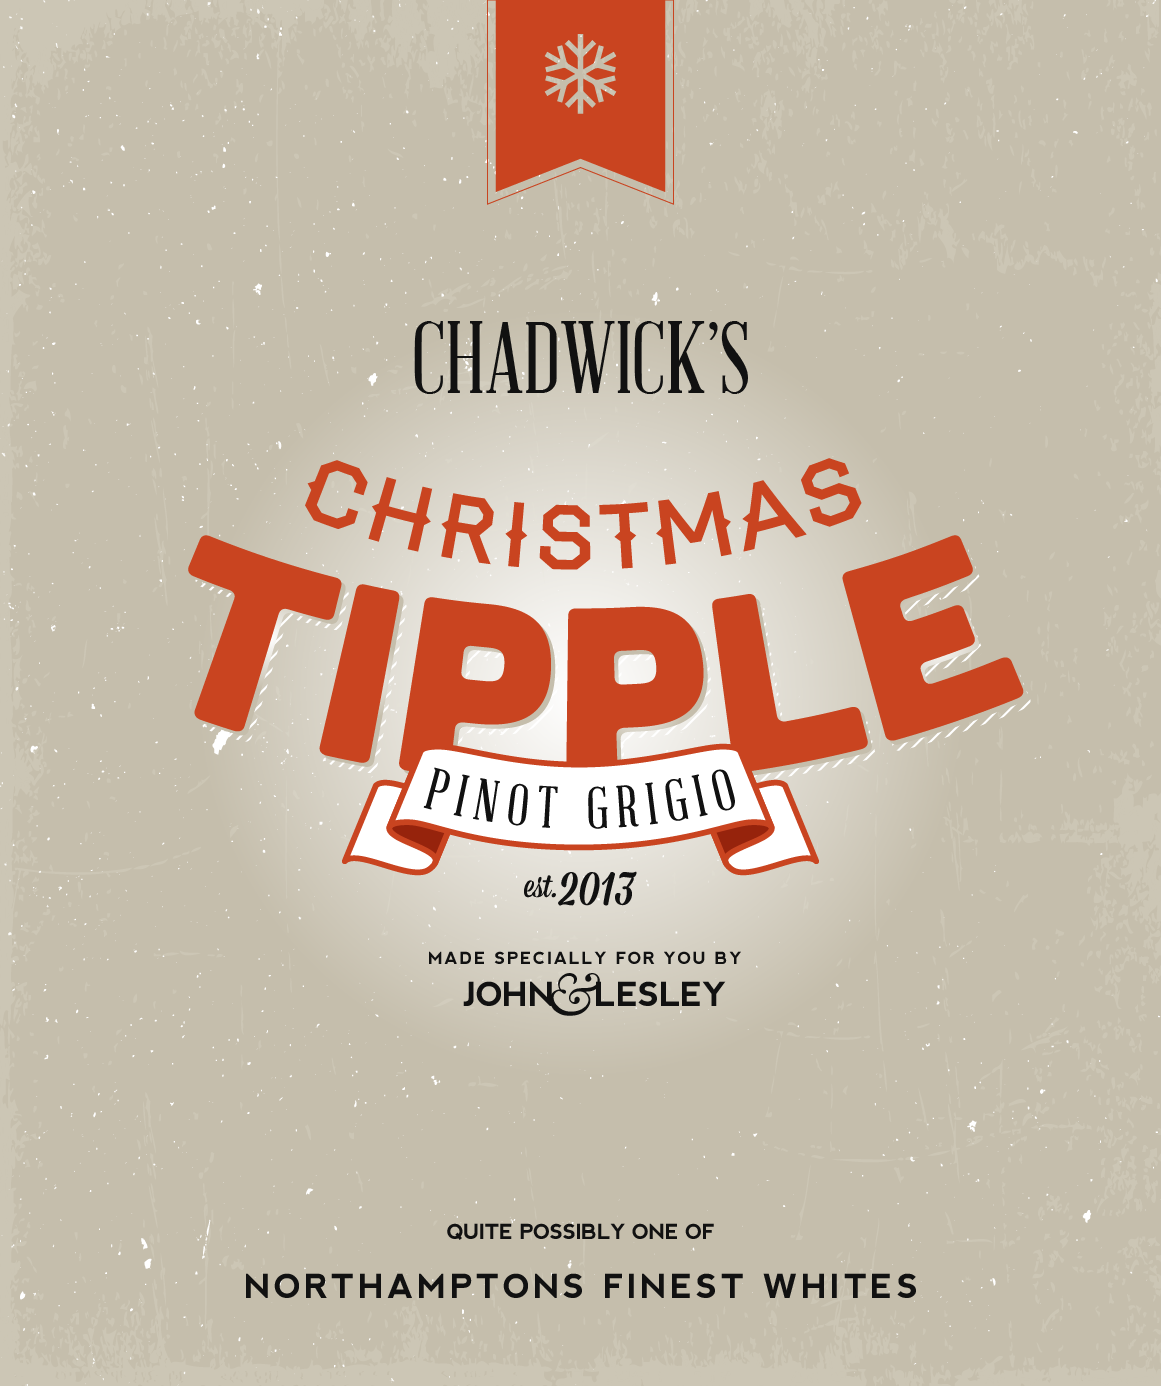 CHADWICK'S
CHRISTMAS
TIPPLE
PINOT GRIGIO
est. 2013
MADE SPECIALLY FOR YOU BY
JOHN & LESLEY
QUITE POSSIBLY ONE OF
NORTHAMPTONS FINEST WHITES